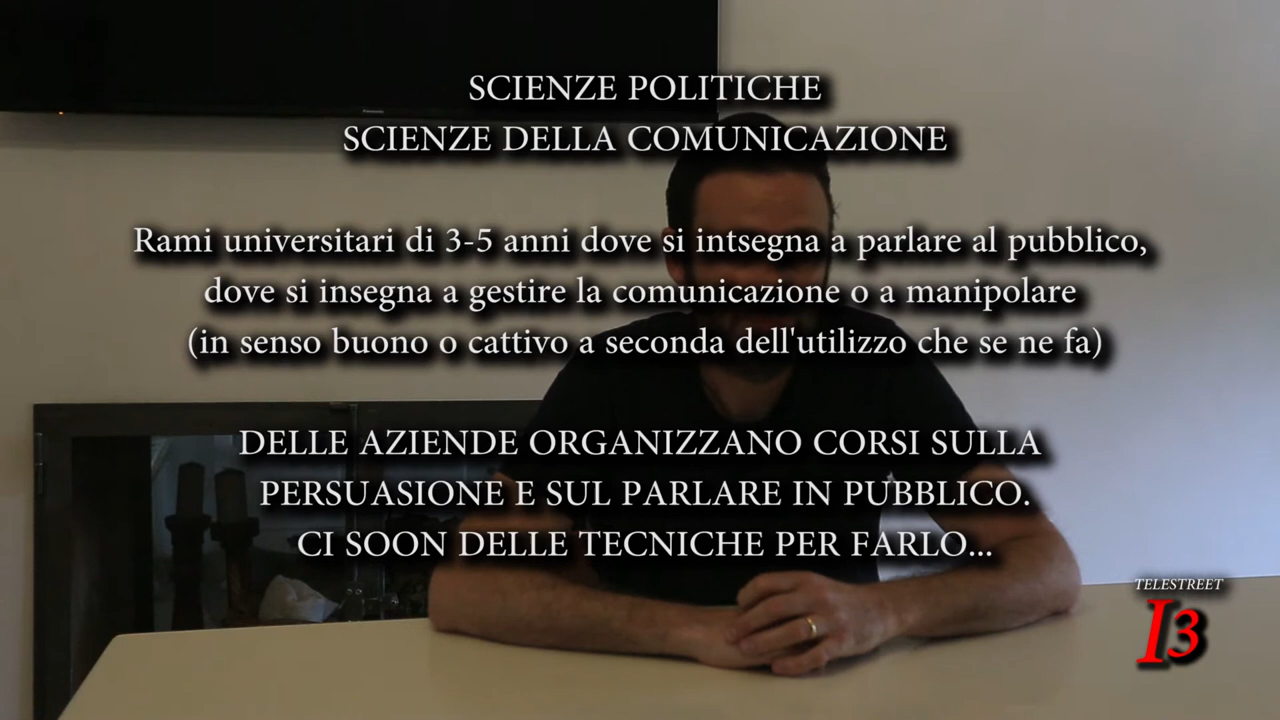 SCIENZE POLITICHE
SCIENZE DELLA COMUNICAZIONE
Rami universitari di 3-5 anni dove si intsegna a parlare al pubblico,
dove si insegna a gestire la comunicazione o a manipolare
(in senso buono o cattivo a seconda dell'utilizzo che se ne fa)
DELLE AZIENDE ORGANIZZANO CORSI SULLA
PERSUASIONE E SUL PARLARE IN PUBBLICO.
CI SOON DELLE TECNICHE PER FARLO...
TELESTREET
I3
Panasonic